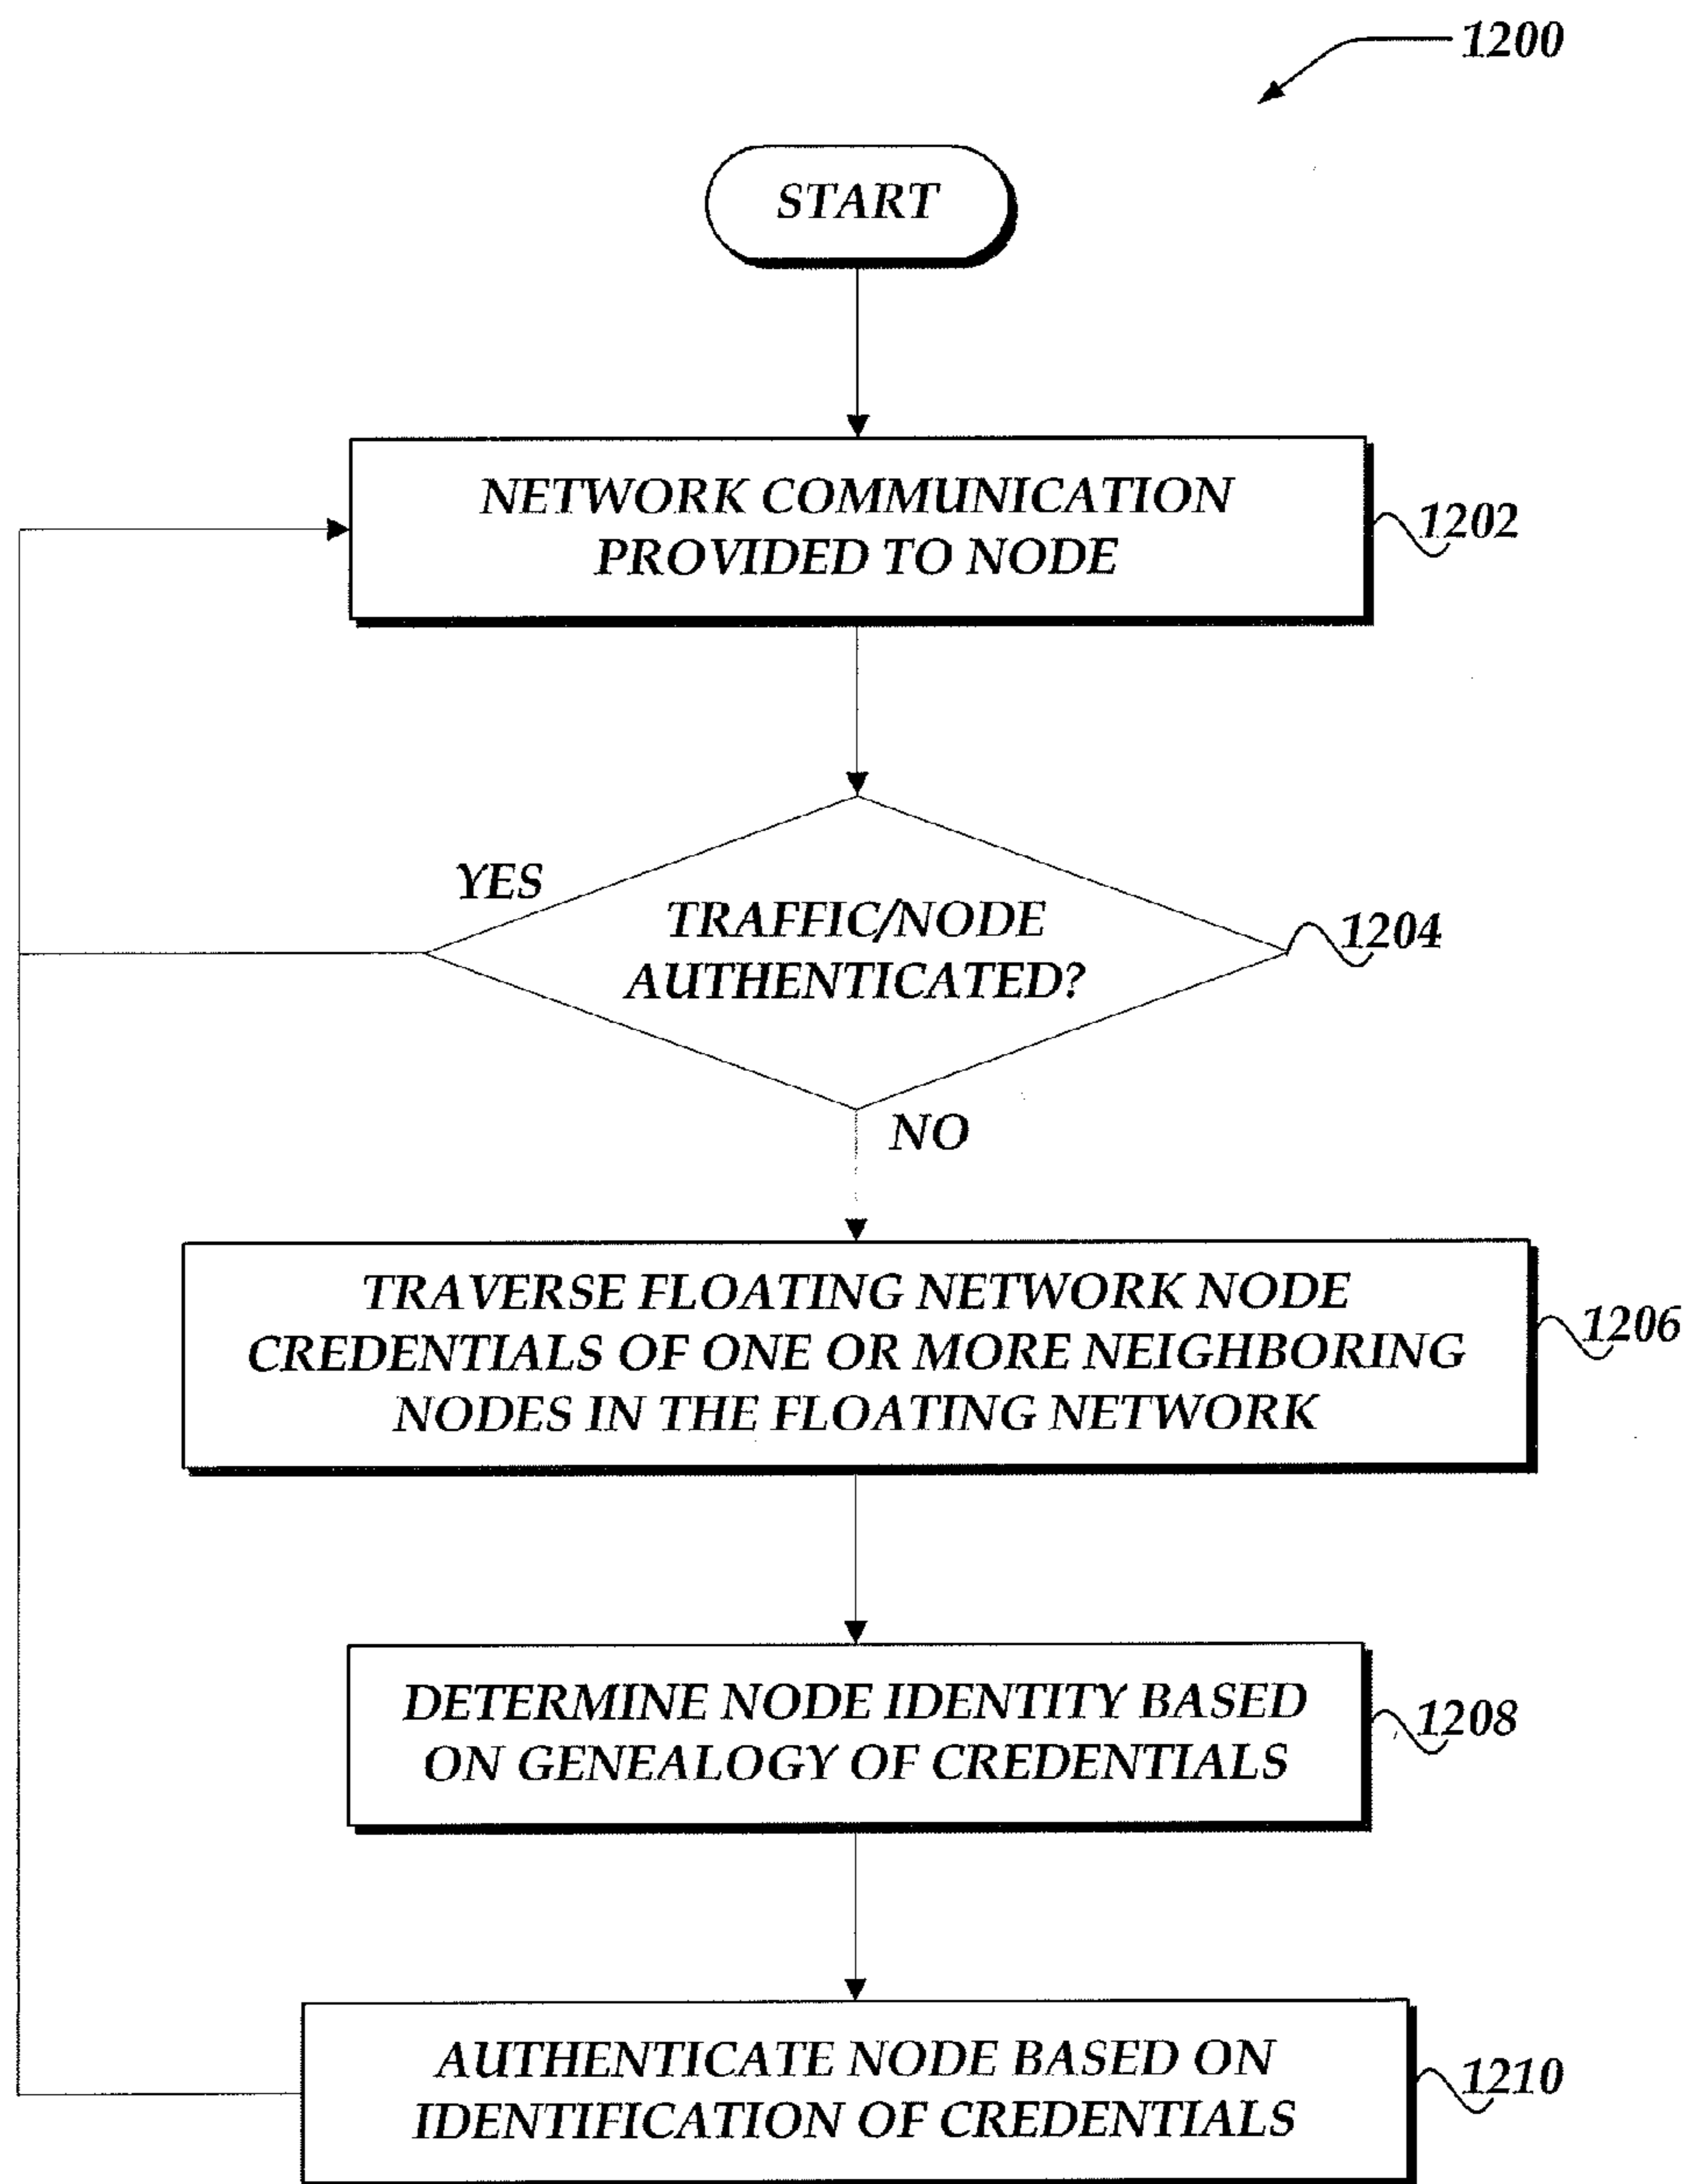 1200
START
NETWORK COMMUNICATION
PROVIDED TO NODE
1202
YES
TRAFFIC/NODE
AUTHENTICATED?
1204
NO
TRAVERSE FLOATING NETWORK NODE
CREDENTIALS OF ONE OR MORE NEIGHBORING
NODES IN THE FLOATING NETWORK
1206
DETERMINE NODE IDENTITY BASED
ON GENEALOGY OF CREDENTIALS
1208
AUTHENTICATE NODE BASED ON
IDENTIFICATION OF CREDENTIALS
1210